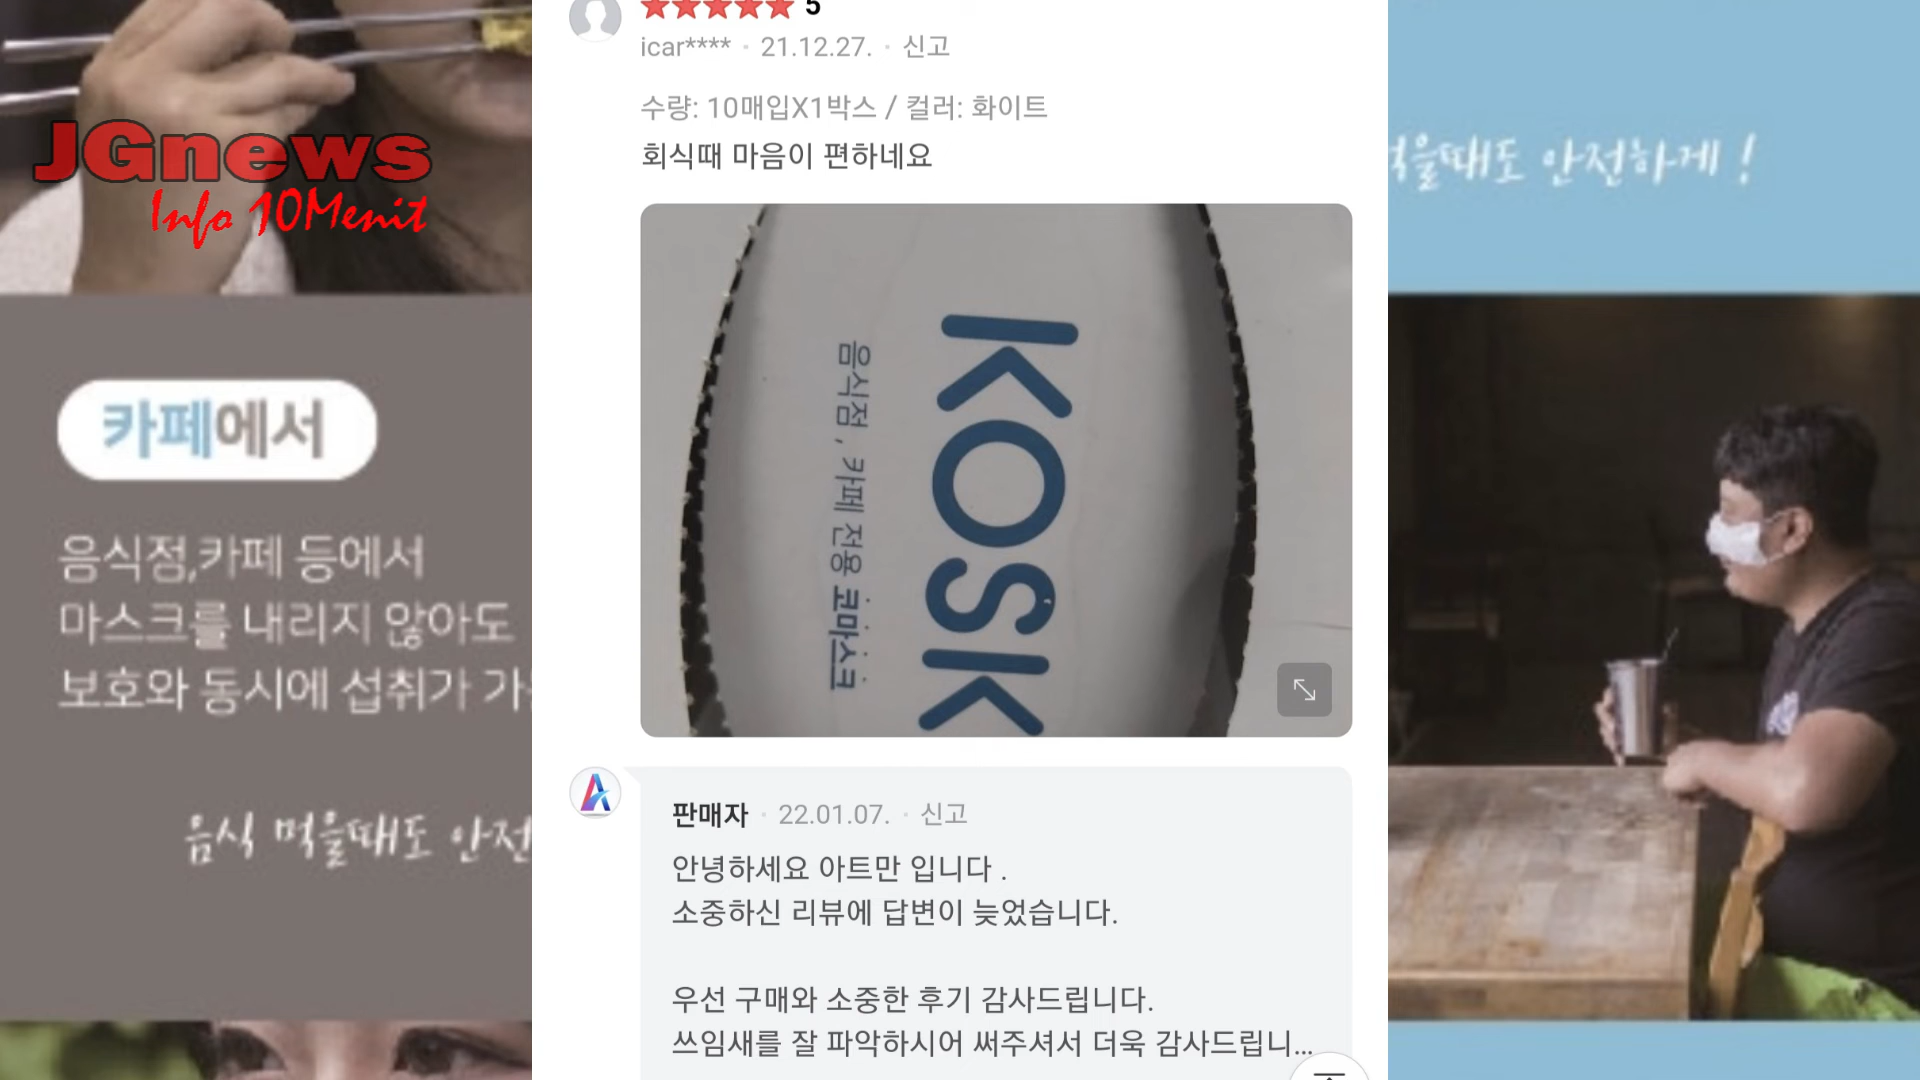 JGnews
Info 10Menit
카페에서
음식점,카페 등에서
마스크를 내리지 않아도
보호와 동시에 섭취가
음식 먹을때도 안전
5
icar**** · 21.12.27. · 신고
수량: 10매입X1박스 / 컬러: 화이트
회식때 마음이 편하네요
KOSK
음식점, 카페 전용 코마스크
판매자 · 22.01.07. · 신고
안녕하세요 아트만 입니다 .
소중하신 리뷰에 답변이 늦었습니다.
우선 구매와 소중한 후기 감사드립니다.
쓰임새를 잘 파악하시어 써주셔서 더욱 감사드립니...
먹을때도 안전하게 !